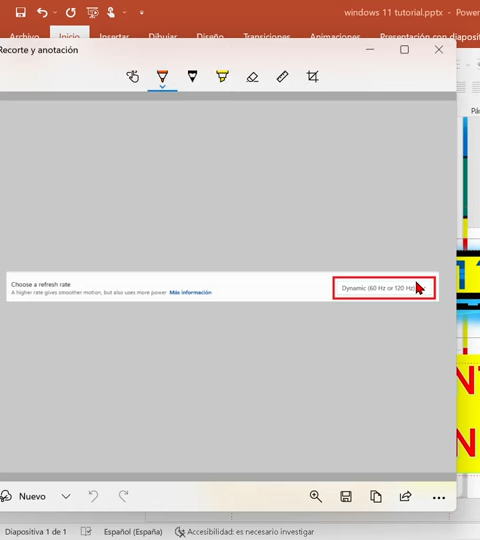 windows 11 tutorial.pptx - Power
Archivo Inicio Insertar Dibujar Diseño Transiciones Animaciones Presentación con diaposit
Recorte y anotación
Choose a refresh rate
A higher rate gives smoother motion, but also uses more power Más información
Dynamic (60 Hz or 120 Hz)
Nuevo
Diapositiva 1 de 1 Español (España) Accesibilidad: es necesario investigar